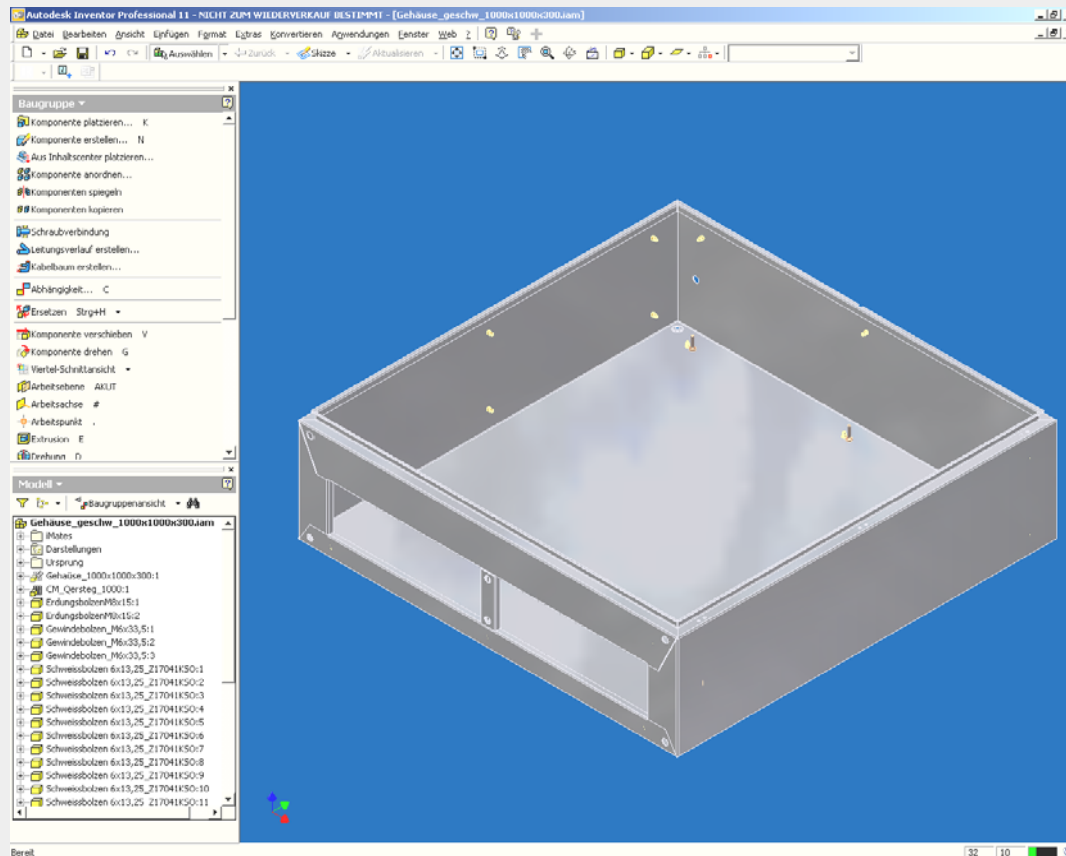 Autodesk Inventor Professional 11 - NICHT ZUM WIEDERVERKAUF BESTIMMT - [Gehäuse_geschw_1000x1000x300.iam]
Datei Bearbeiten Ansicht Einfügen Format Extras Konvertieren Anwendungen Fenster Web ?
Auswählen Zurück Skizze Aktualisieren
Baugruppe
Komponente platzieren... K
Komponente erstellen... N
Aus Inhaltscenter platzieren...
Komponente anordnen...
Komponenten spiegeln
Komponenten kopieren
Schraubverbindung
Leitungsverlauf erstellen...
Kabelbaum erstellen...
Abhängigkeit... C
Ersetzen Strg+H
Komponente verschieben V
Komponente drehen G
Viertel-Schnittansicht
Arbeitsebene AKUT
Arbeitsachse #
Arbeitspunkt .
Extrusion E
Drehung D
Modell
Baugruppenansicht
Gehäuse_geschw_1000x1000x300.iam
iMates
Darstellungen
Ursprung
Gehaüse_1000x1000x300:1
CM_Qersteg_1000:1
ErdungsbolzenM8x15:1
ErdungsbolzenM8x15:2
Gewindebolzen_M6x33,5:1
Gewindebolzen_M6x33,5:2
Gewindebolzen_M6x33,5:3
Schweissbolzen 6x13,25_Z17041KSO:1
Schweissbolzen 6x13,25_Z17041KSO:2
Schweissbolzen 6x13,25_Z17041KSO:3
Schweissbolzen 6x13,25_Z17041KSO:4
Schweissbolzen 6x13,25_Z17041KSO:5
Schweissbolzen 6x13,25_Z17041KSO:6
Schweissbolzen 6x13,25_Z17041KSO:7
Schweissbolzen 6x13,25_Z17041KSO:8
Schweissbolzen 6x13,25_Z17041KSO:9
Schweissbolzen 6x13,25_Z17041KSO:10
Schweissbolzen 6x13,25_Z17041KSO:11
Bereit
32 10